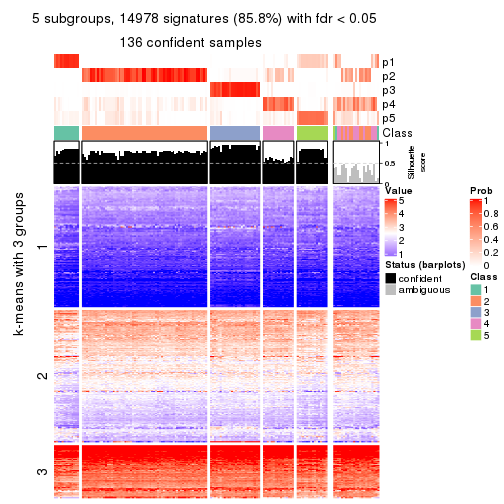 5 subgroups, 14978 signatures (85.8%) with fdr < 0.05
136 confident samples
p1
p2
p3
p4
p5
Class
1
0.5
0
Silhouette
score
k-means with 3 groups
1
2
3
Value
5
4
3
2
1
Status (barplots)
confident
ambiguous
Prob
1
0.8
0.6
0.4
0.2
0
Class
1
2
3
4
5